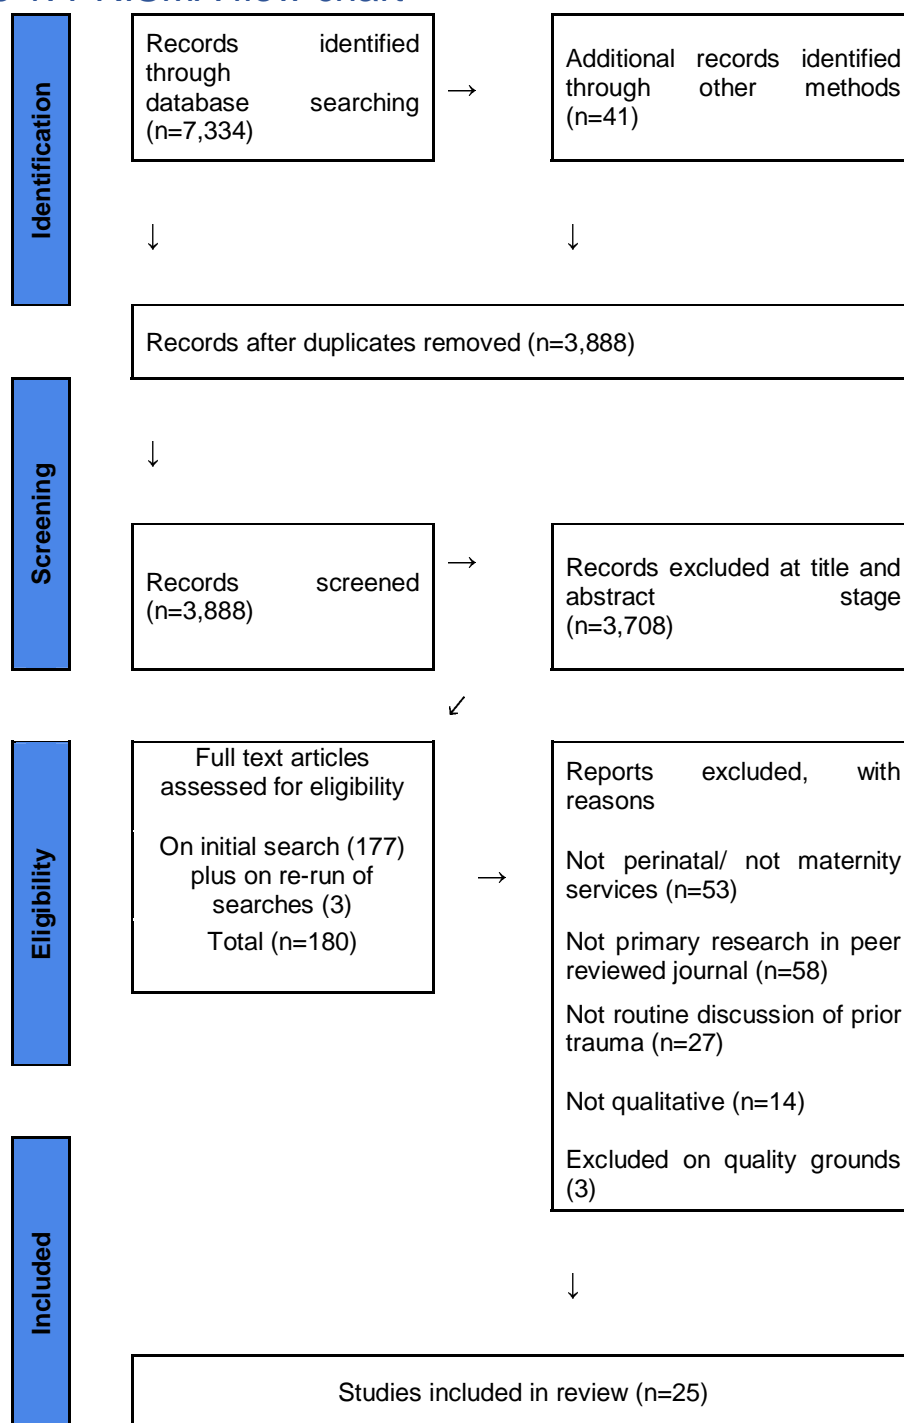 Identification
Records identified
through
database searching
(n=7,334)
→
Additional records identified
through other methods
(n=41)
↓ ↓
Records after duplicates removed (n=3,888)
Screening
↓
Records screened
(n=3,888)
→
Records excluded at title and
abstract stage
(n=3,708)
↙
Eligibility
Full text articles
assessed for eligibility
On initial search (177)
plus on re-run of
searches (3)
Total (n=180)
→
Reports excluded, with
reasons
Not perinatal/ not maternity
services (n=53)
Not primary research in peer
reviewed journal (n=58)
Not routine discussion of prior
trauma (n=27)
Not qualitative (n=14)
Excluded on quality grounds
(3)
Included
↓
Studies included in review (n=25)